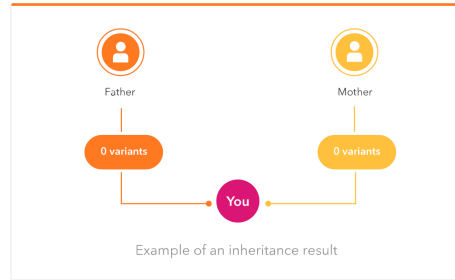 Father
Mother
0 variants
0 variants
You
Example of an inheritance result